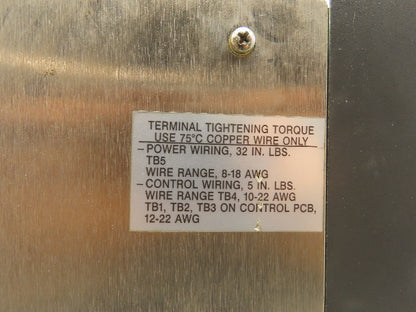 TERMINAL TIGHTENING TORQUE
USE 75°C COPPER WIRE ONLY
–POWER WIRING, 32 IN. LBS.
TB5
WIRE RANGE, 8-18 AWG
–CONTROL WIRING, 5 IN. LBS.
WIRE RANGE TB4, 10-22 AWG
TB1, TB2, TB3 ON CONTROL PCB,
12-22 AWG